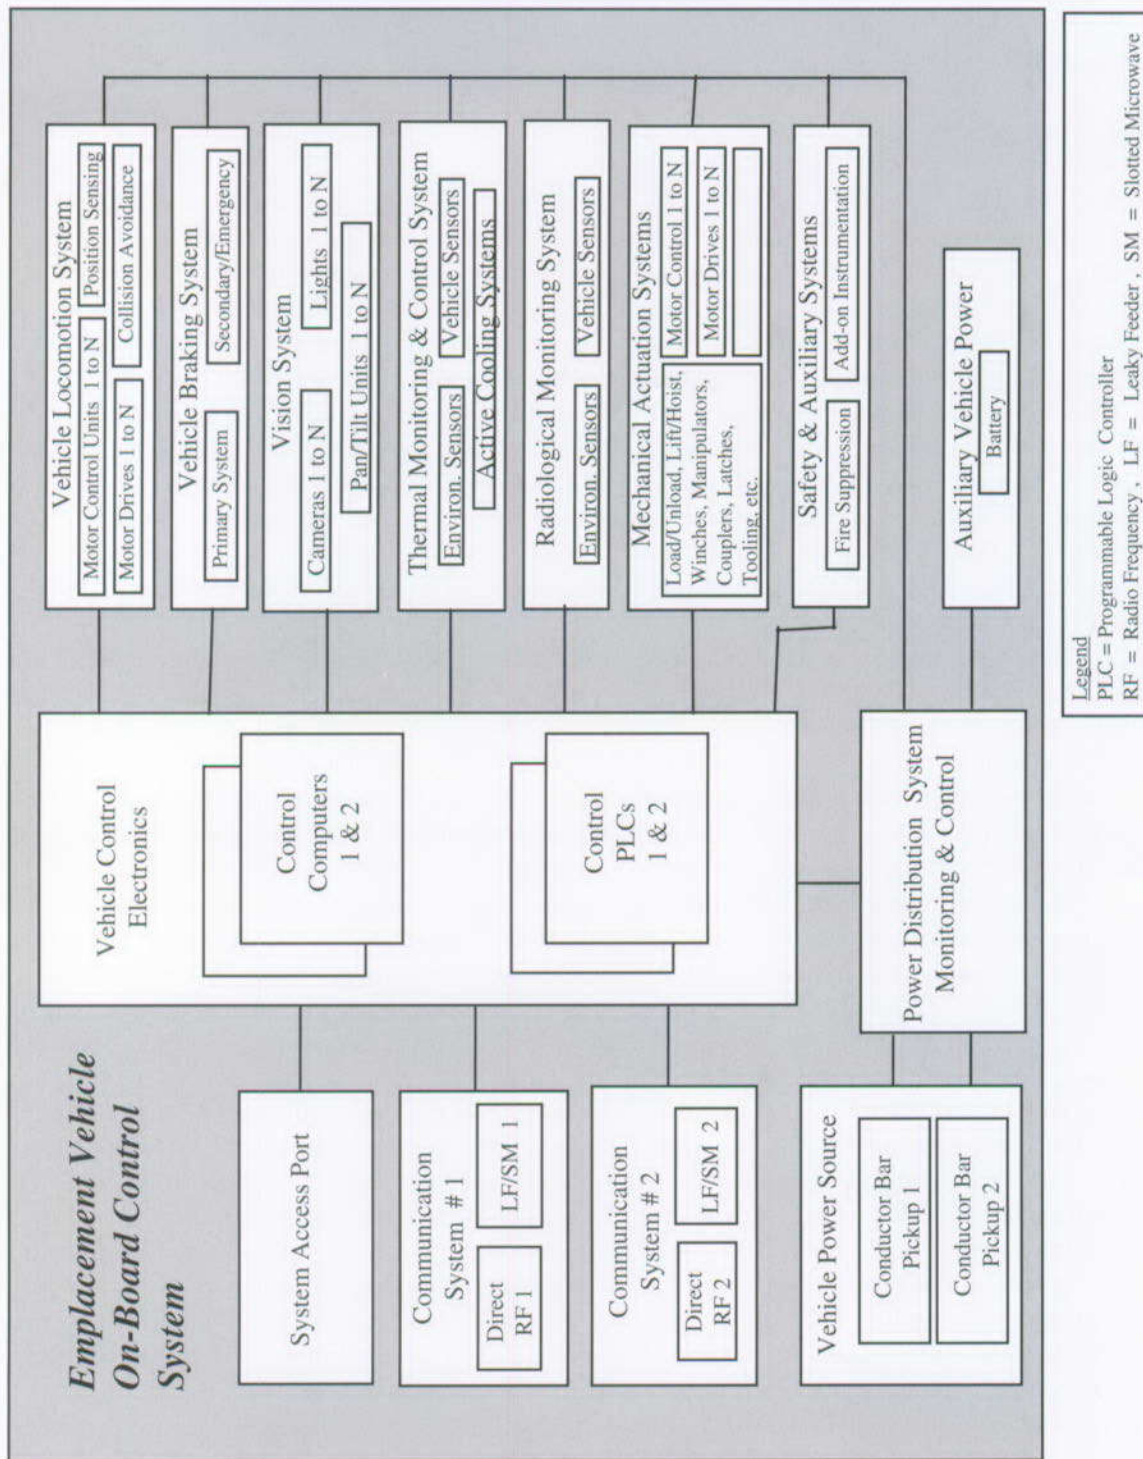 Emplacement Vehicle
On-Board Control
System
System Access Port
Communication
System # 1
Direct
RF 1
LF/SM 1
Communication
System # 2
Direct
RF 2
LF/SM 2
Vehicle Power Source
Conductor Bar
Pickup 1
Conductor Bar
Pickup 2
Vehicle Control
Electronics
Control
Computers
1 & 2
Control
PLCs
1 & 2
Power Distribution System
Monitoring & Control
Vehicle Locomotion System
Motor Control Units 1 to N
Position Sensing
Motor Drives 1 to N
Collision Avoidance
Vehicle Braking System
Primary System
Secondary/Emergency
Vision System
Cameras 1 to N
Lights 1 to N
Pan/Tilt Units 1 to N
Thermal Monitoring & Control System
Environ. Sensors
Vehicle Sensors
Active Cooling Systems
Radiological Monitoring System
Environ. Sensors
Vehicle Sensors
Mechanical Actuation Systems
Load/Unload, Lift/Hoist,
Winches, Manipulators,
Couplers, Latches,
Tooling, etc.
Motor Control 1 to N
Motor Drives 1 to N
Safety & Auxiliary Systems
Fire Suppression
Add-on Instrumentation
Auxiliary Vehicle Power
Battery
Legend
PLC = Programmable Logic Controller
RF = Radio Frequency , LF = Leaky Feeder , SM = Slotted Microwave